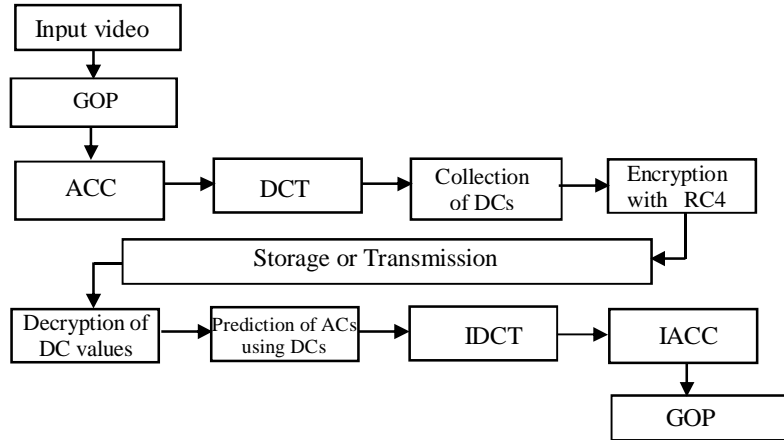 Input video
GOP
ACC
DCT
Collection
of DCs
Encryption
with RC4
Storage or Transmission
Decryption of
DC values
Prediction of ACs
using DCs
IDCT
IACC
GOP